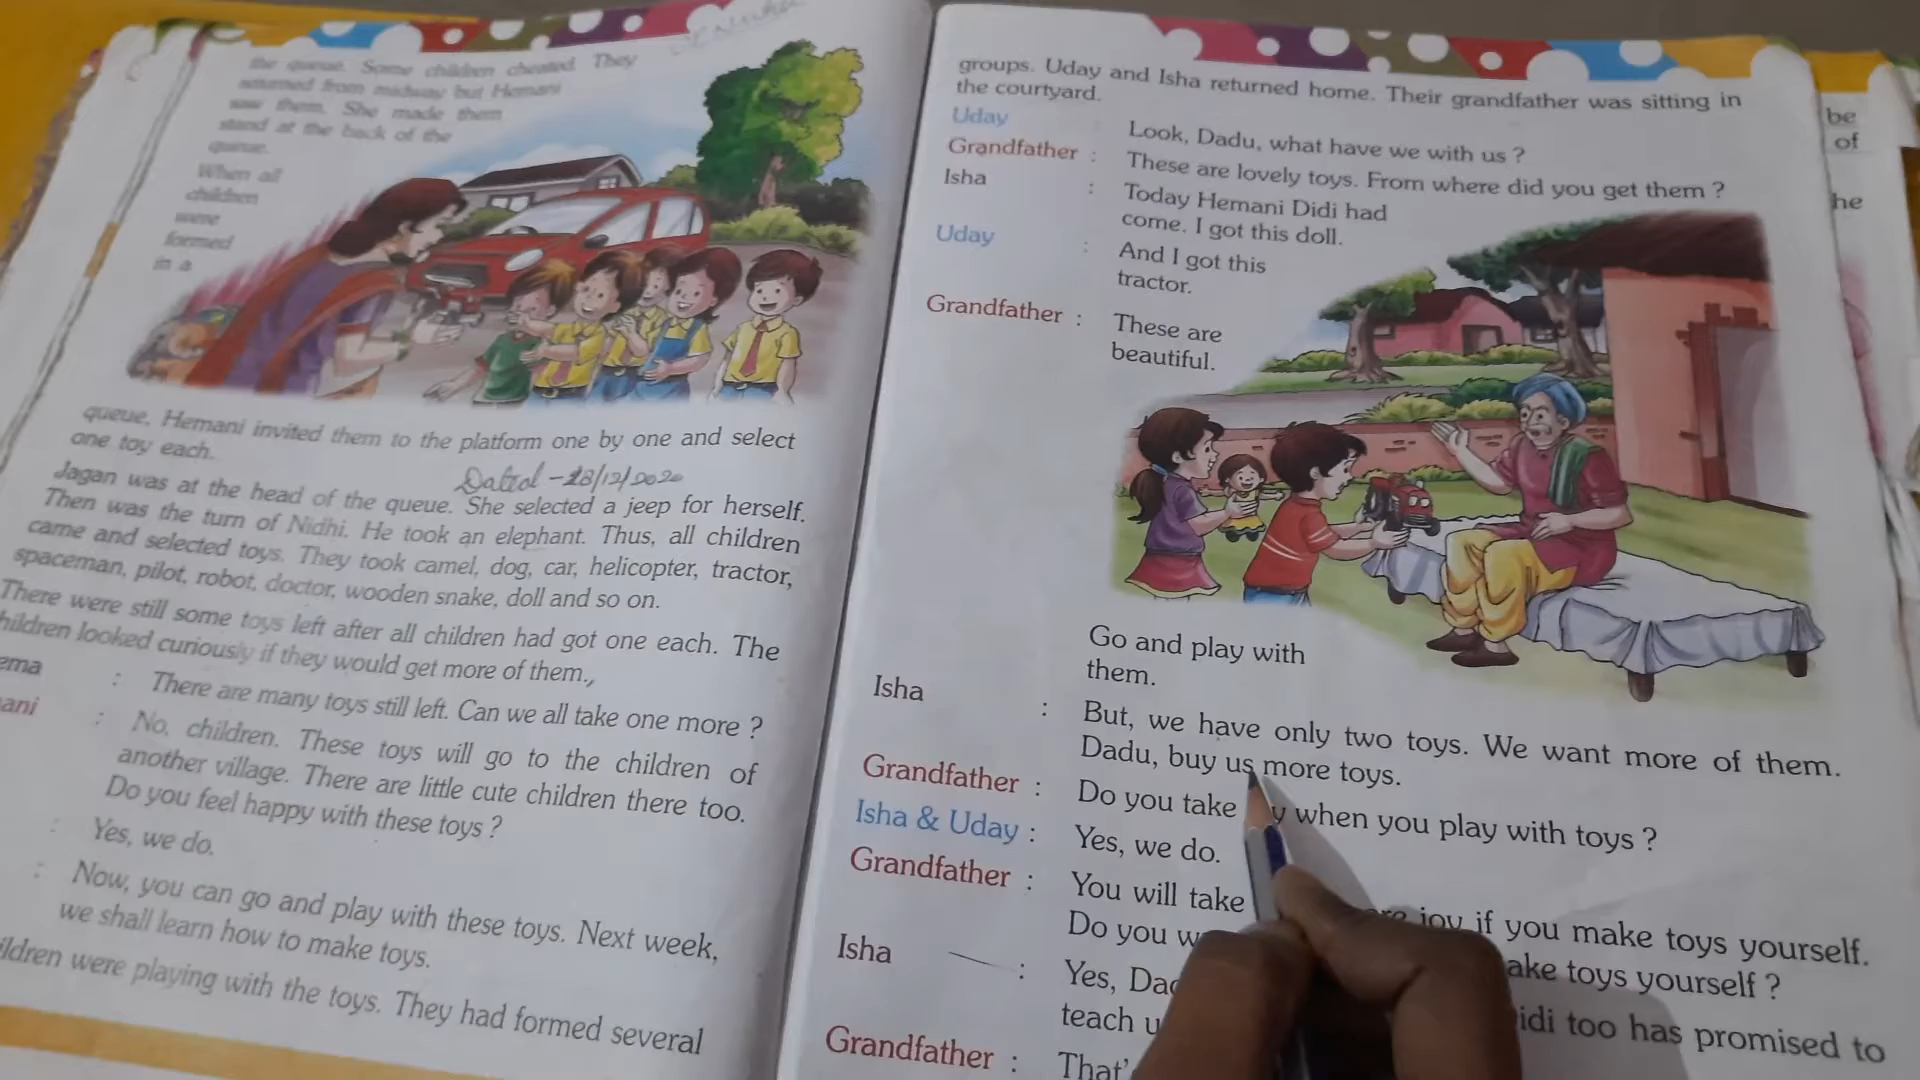 the queue. Some children cheated. They
returned from midway but Hemani
saw them. She made them
stand at the back of the
queue.
When all
children
were
formed
in a
queue, Hemani invited them to the platform one by one and select
one toy each.
Dated - 28/12/2020
Jagan was at the head of the queue. She selected a jeep for herself.
Then was the turn of Nidhi. He took an elephant. Thus, all children
came and selected toys. They took camel, dog, car, helicopter, tractor,
spaceman, pilot, robot, doctor, wooden snake, doll and so on.
There were still some toys left after all children had got one each. The
hildren looked curiously if they would get more of them.,
ema : There are many toys still left. Can we all take one more ?
ani : No, children. These toys will go to the children of
another village. There are little cute children there too.
Do you feel happy with these toys ?
: Yes, we do.
: Now, you can go and play with these toys. Next week,
we shall learn how to make toys.
ildren were playing with the toys. They had formed several
groups. Uday and Isha returned home. Their grandfather was sitting in
the courtyard.
Uday : Look, Dadu, what have we with us ?
Grandfather : These are lovely toys. From where did you get them ?
Isha : Today Hemani Didi had
come. I got this doll.
Uday : And I got this
tractor.
Grandfather : These are
beautiful.
Go and play with
them.
Isha : But, we have only two toys. We want more of them.
Dadu, buy us more toys.
Grandfather : Do you take y when you play with toys ?
Isha & Uday : Yes, we do.
Grandfather : You will take joy if you make toys yourself.
Do you w ake toys yourself ?
Isha : Yes, Dad idi too has promised to
teach u
Grandfather : That'
be
of
he